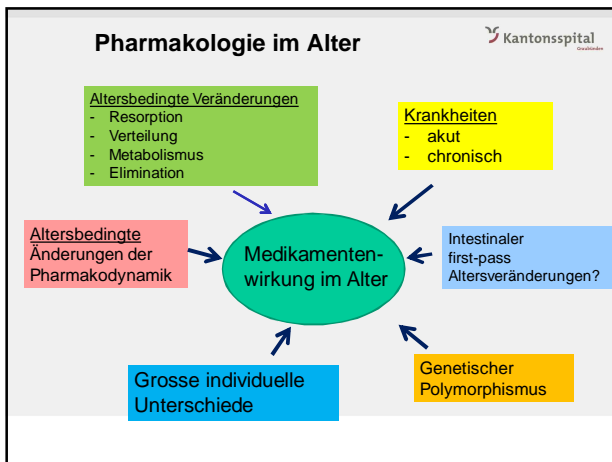 Pharmakologie im Alter
Kantonsspital
Graubünden
Altersbedingte Veränderungen
- Resorption
- Verteilung
- Metabolismus
- Elimination
Krankheiten
- akut
- chronisch
Altersbedingte
Änderungen der
Pharmakodynamik
Medikamenten-
wirkung im Alter
Intestinaler
first-pass
Altersveränderungen?
Grosse individuelle
Unterschiede
Genetischer
Polymorphismus